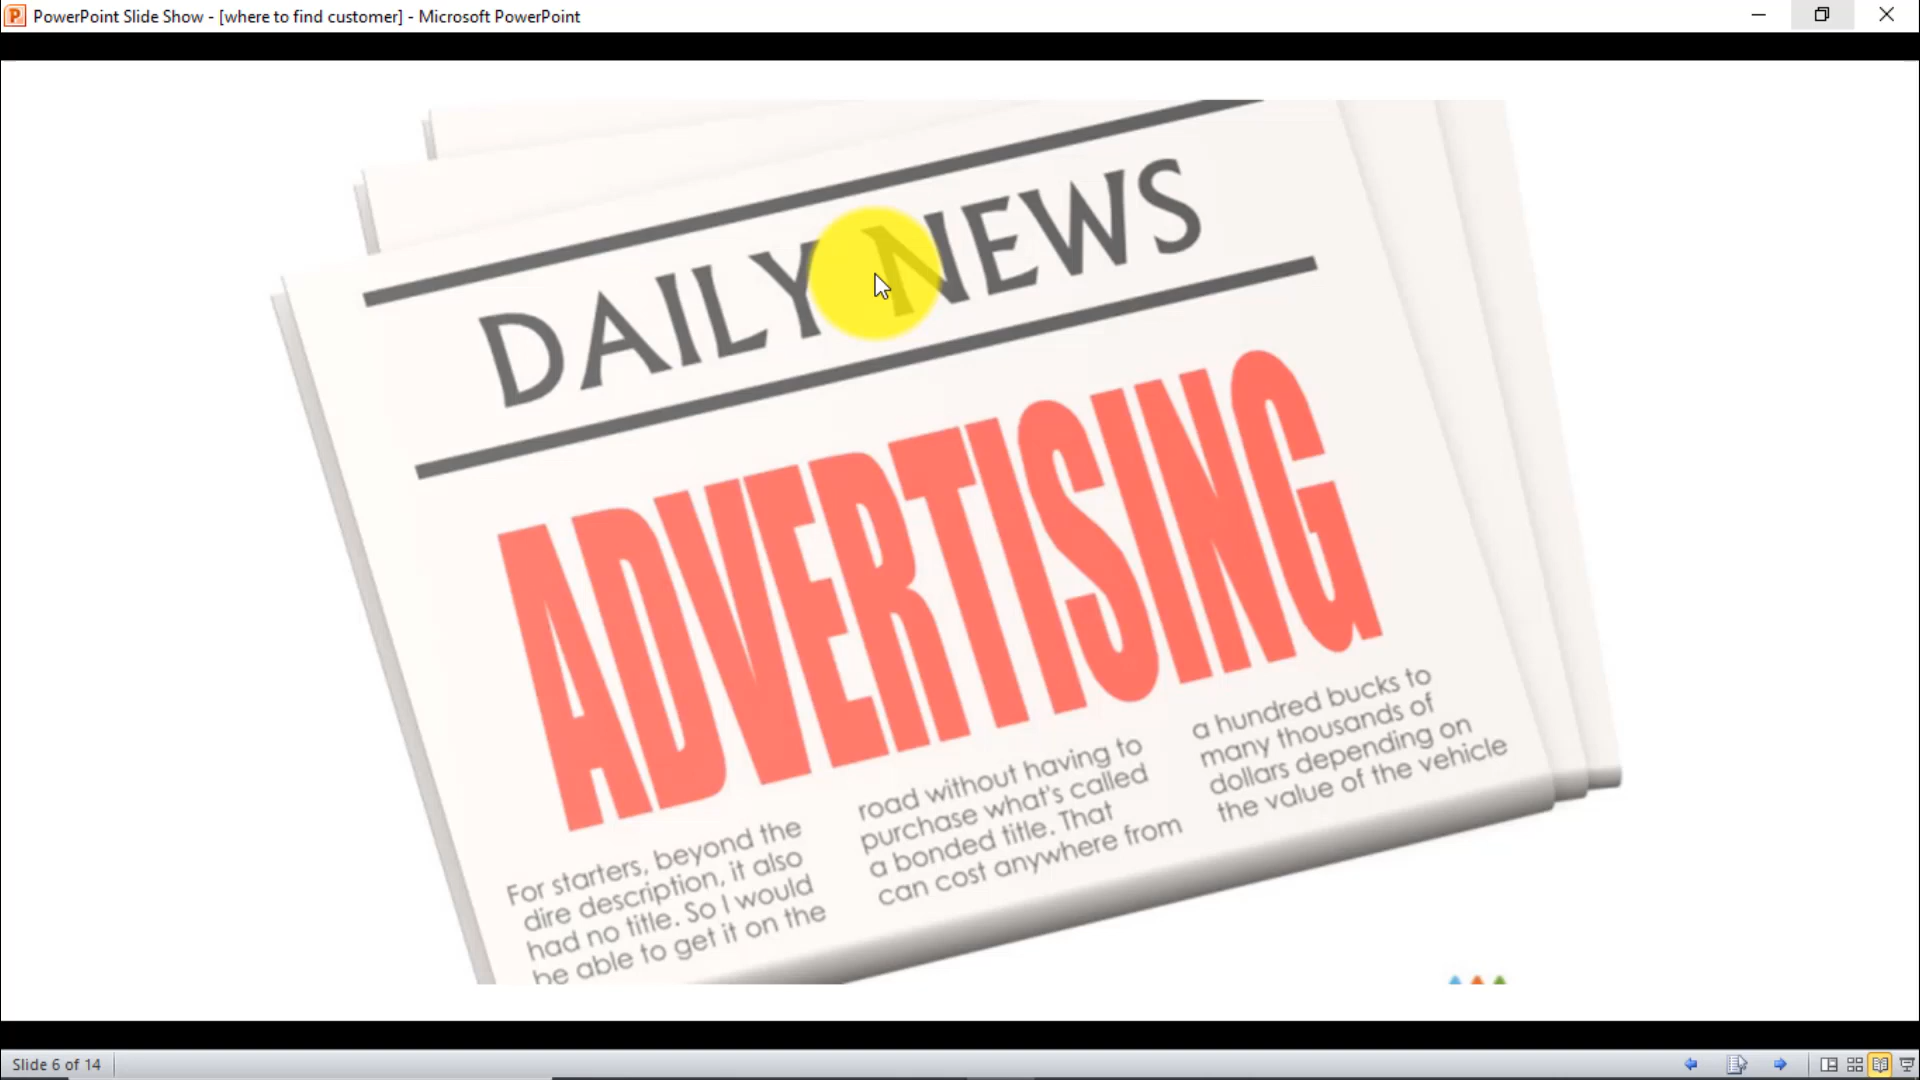 PowerPoint Slide Show - [where to find customer] - Microsoft PowerPoint
DAILY NEWS
ADVERTISING
For starters, beyond the
dire description, it also
had no title. So I would
be able to get it on the
road without having to
purchase what's called
a bonded title. That
can cost anywhere from
a hundred bucks to
many thousands of
dollars depending on
the value of the vehicle
Slide 6 of 14